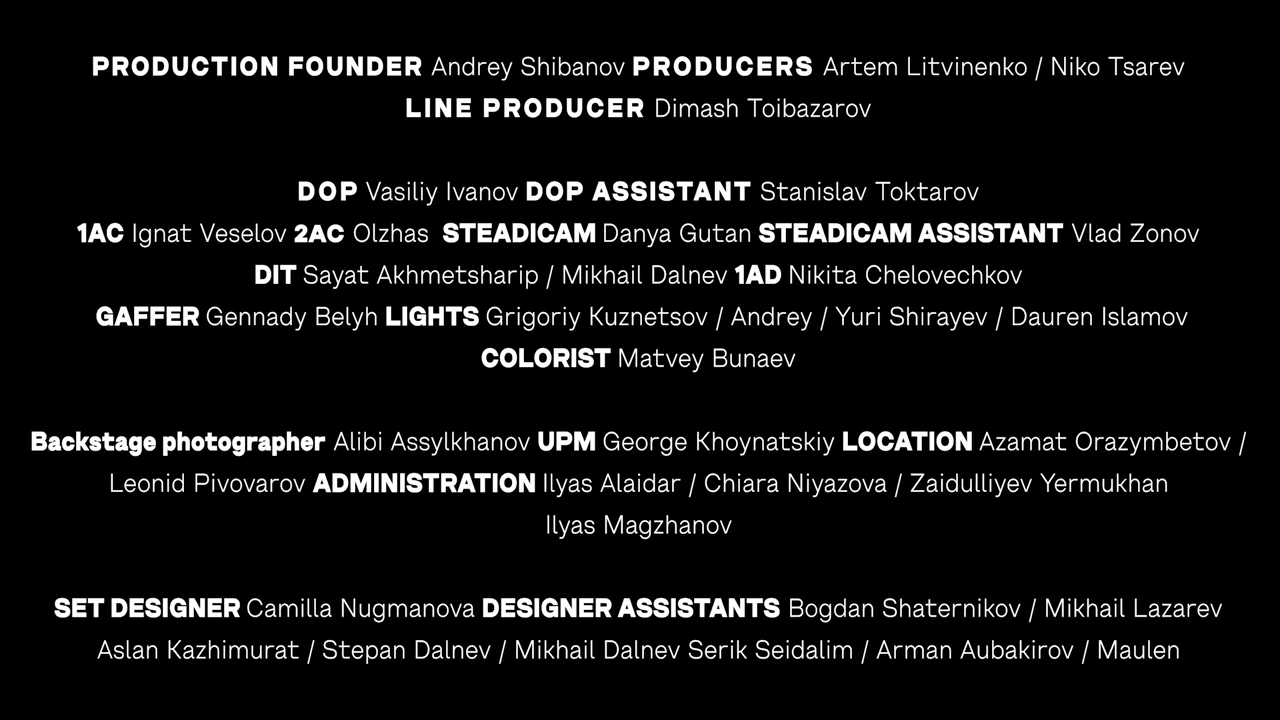 PRODUCTION FOUNDER Andrey Shibanov PRODUCERS Artem Litvinenko / Niko Tsarev
LINE PRODUCER Dimash Toibazarov
DOP Vasiliy Ivanov DOP ASSISTANT Stanislav Toktarov
1AC Ignat Veselov 2AC Olzhas STEADICAM Danya Gutan STEADICAM ASSISTANT Vlad Zonov
DIT Sayat Akhmetsharip / Mikhail Dalnev 1AD Nikita Chelovechkov
GAFFER Gennady Belyh LIGHTS Grigoriy Kuznetsov / Andrey / Yuri Shirayev / Dauren Islamov
COLORIST Matvey Bunaev
Backstage photographer Alibi Assylkhanov UPM George Khoynatskiy LOCATION Azamat Orazymbetov /
Leonid Pivovarov ADMINISTRATION Ilyas Alaidar / Chiara Niyazova / Zaidulliyev Yermukhan
Ilyas Magzhanov
SET DESIGNER Camilla Nugmanova DESIGNER ASSISTANTS Bogdan Shaternikov / Mikhail Lazarev
Aslan Kazhimurat / Stepan Dalnev / Mikhail Dalnev Serik Seidalim / Arman Aubakirov / Maulen